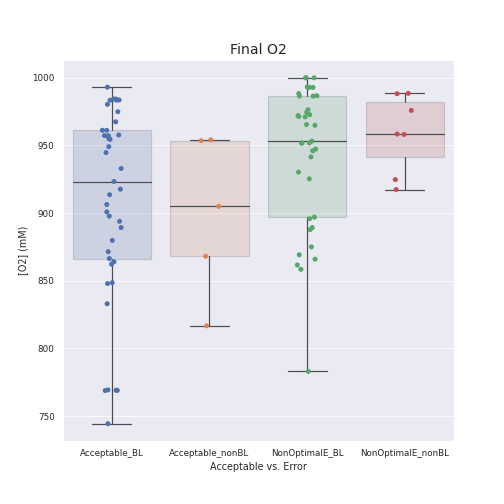 Final O2
1000
950
900
850
800
750
[O2] (mM)
Acceptable_BL
Acceptable_nonBL
NonOptimalE_BL
NonOptimalE_nonBL
Acceptable vs. Error